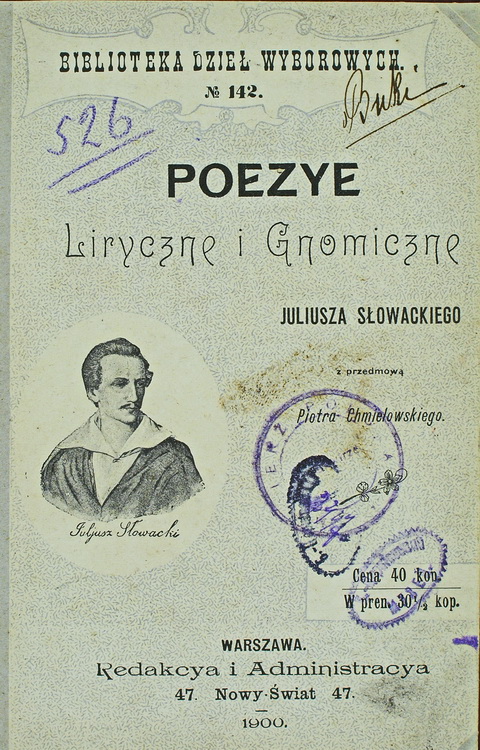 BIBLIOTEKA DZIEŁ WYBOROWYCH.
№ 142.
526
POEZYE
Liryczne i Gnomiczne
JULIUSZA SŁOWACKIEGO
z przedmową
Piotra Chmielowskiego.
Juljusz Słowacki
Cena 40 kop.
W pren. 30½ kop.
WARSZAWA.
Redakcya i Administracya
47. Nowy-Świat 47.
1900.